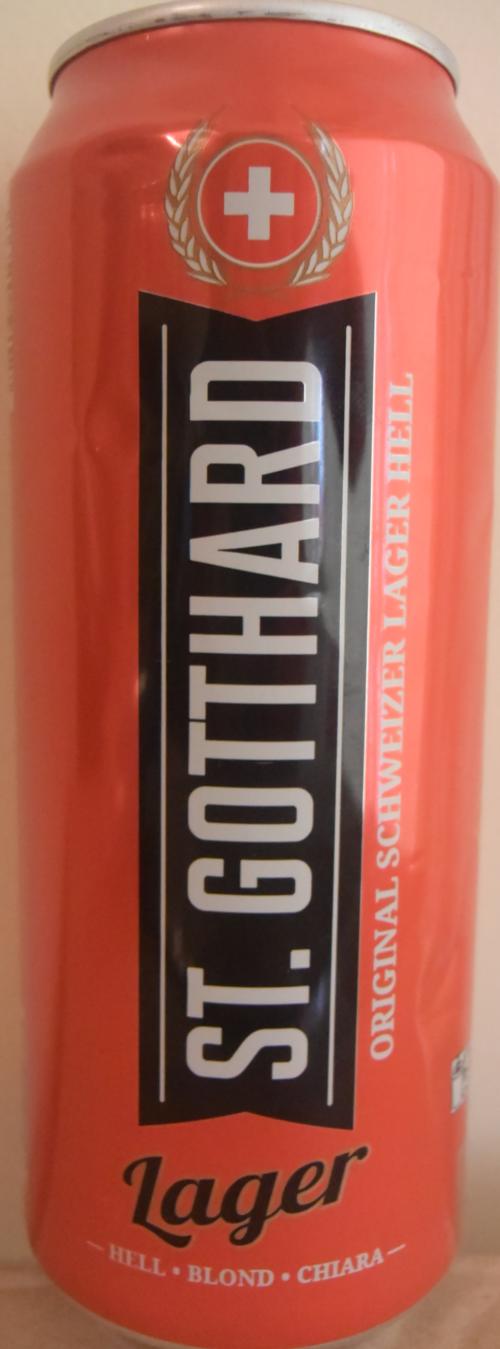 ST. GOTTHARD
ORIGINAL SCHWEIZER LAGER HELL
Lager
HELL • BLOND • CHIARA